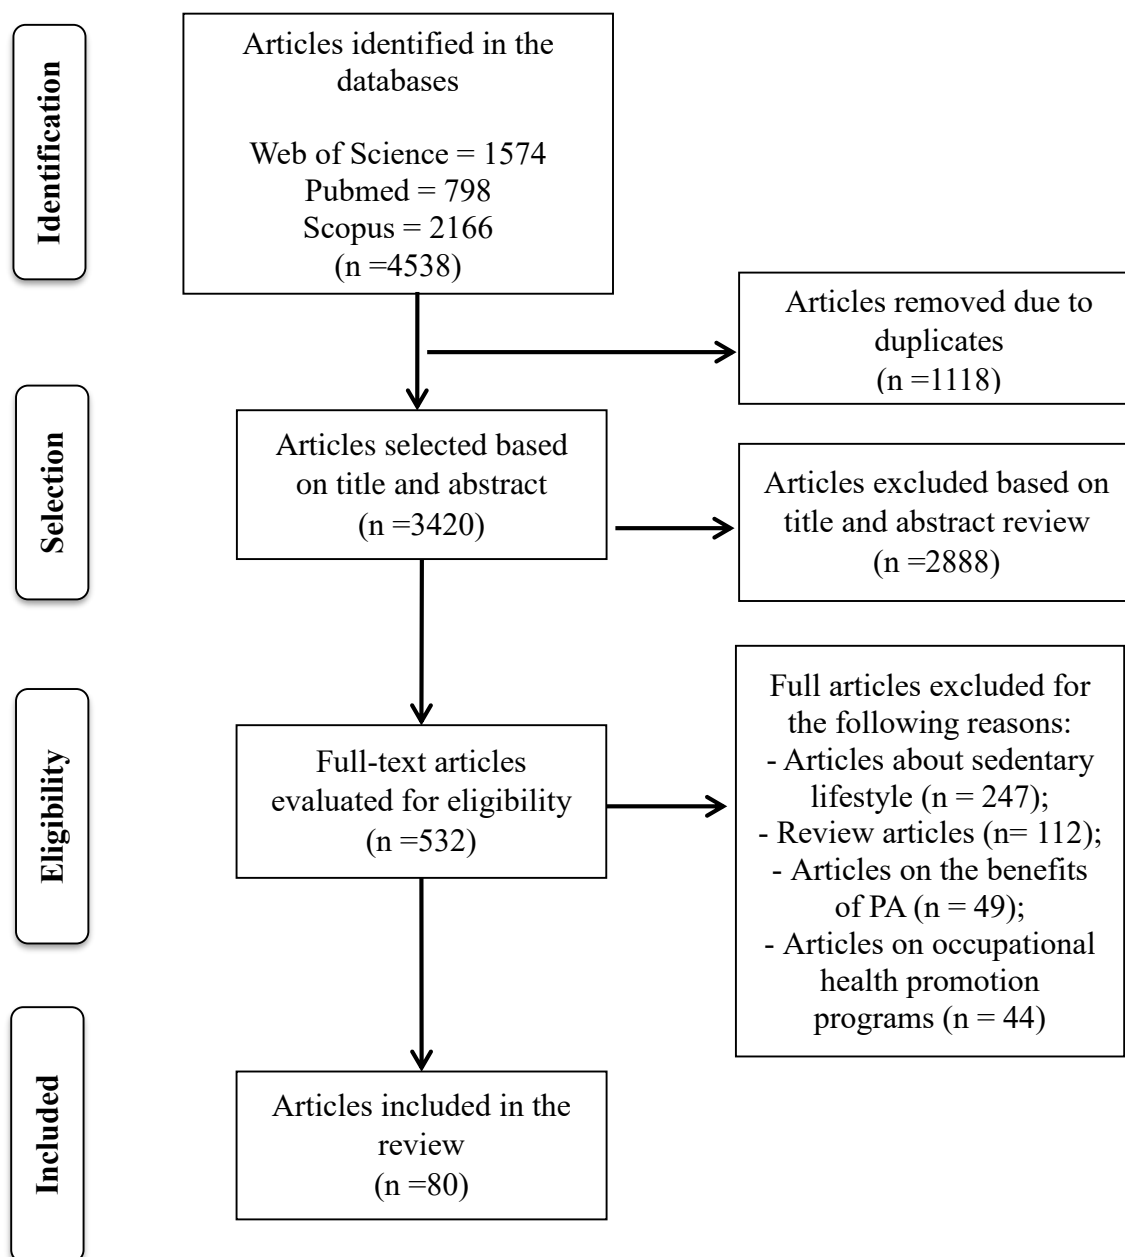 Identification
Articles identified in the
databases
Web of Science = 1574
Pubmed = 798
Scopus = 2166
(n =4538)
Articles removed due to
duplicates
(n =1118)
Selection
Articles selected based
on title and abstract
(n =3420)
Articles excluded based on
title and abstract review
(n =2888)
Eligibility
Full-text articles
evaluated for eligibility
(n =532)
Full articles excluded for
the following reasons:
- Articles about sedentary
lifestyle (n = 247);
- Review articles (n= 112);
- Articles on the benefits
of PA (n = 49);
- Articles on occupational
health promotion
programs (n = 44)
Included
Articles included in the
review
(n =80)